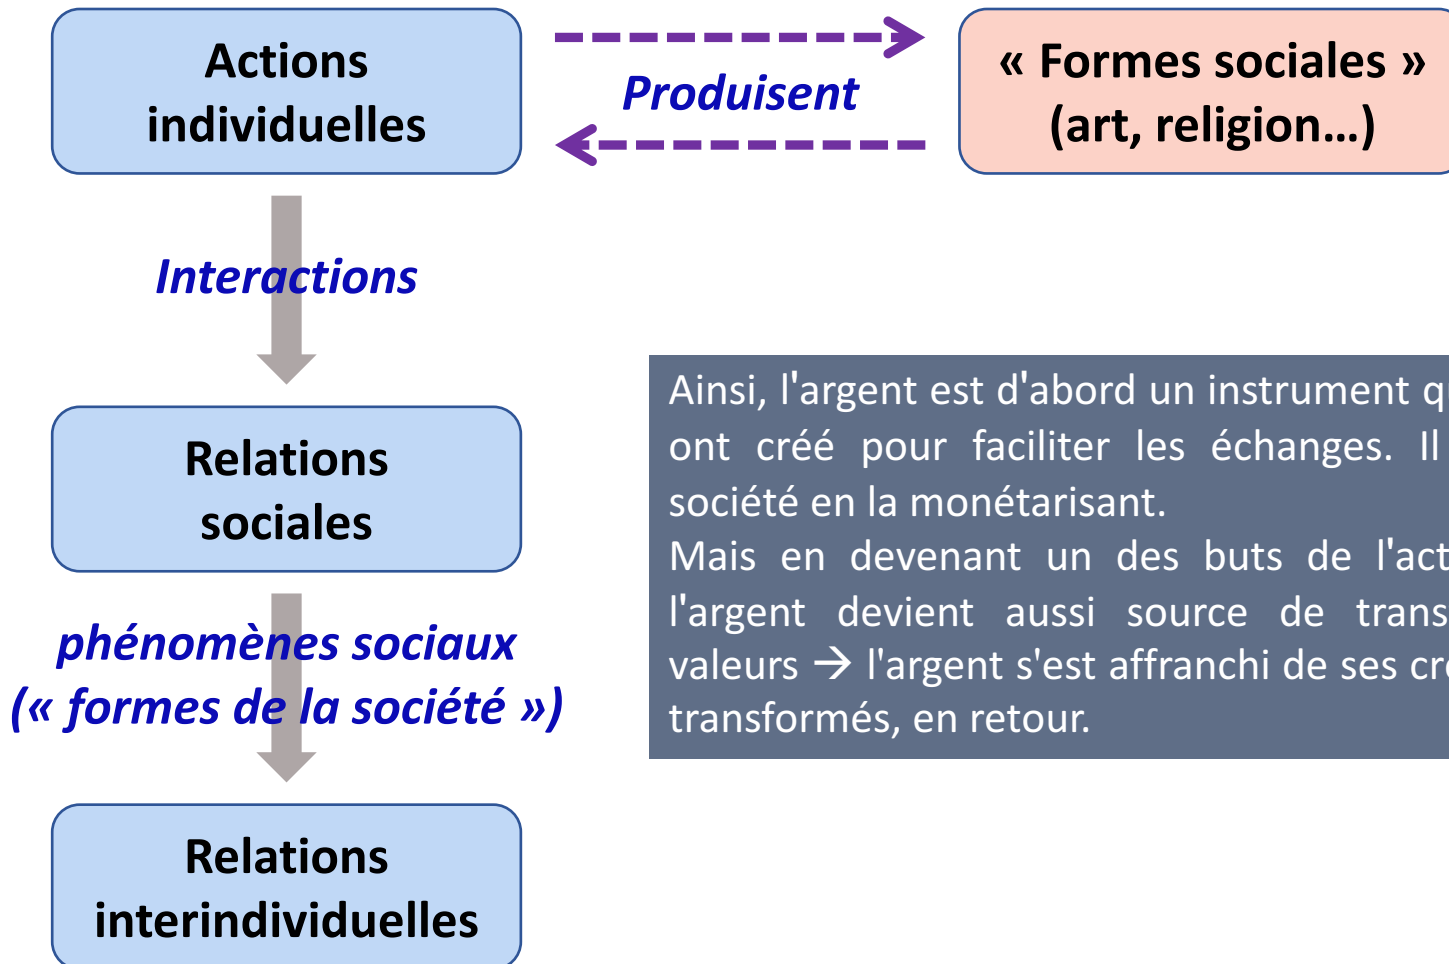 Actions
individuelles
Produisent
« Formes sociales »
(art, religion…)
Interactions
Relations
sociales
phénomènes sociaux
(« formes de la société »)
Relations
interindividuelles
Ainsi, l'argent est d'abord un instrument
ont créé pour faciliter les échanges. Il
société en la monétarisant.
Mais en devenant un des buts de
l'argent devient aussi source de
valeurs → l'argent s'est affranchi de ses
transformés, en retour.